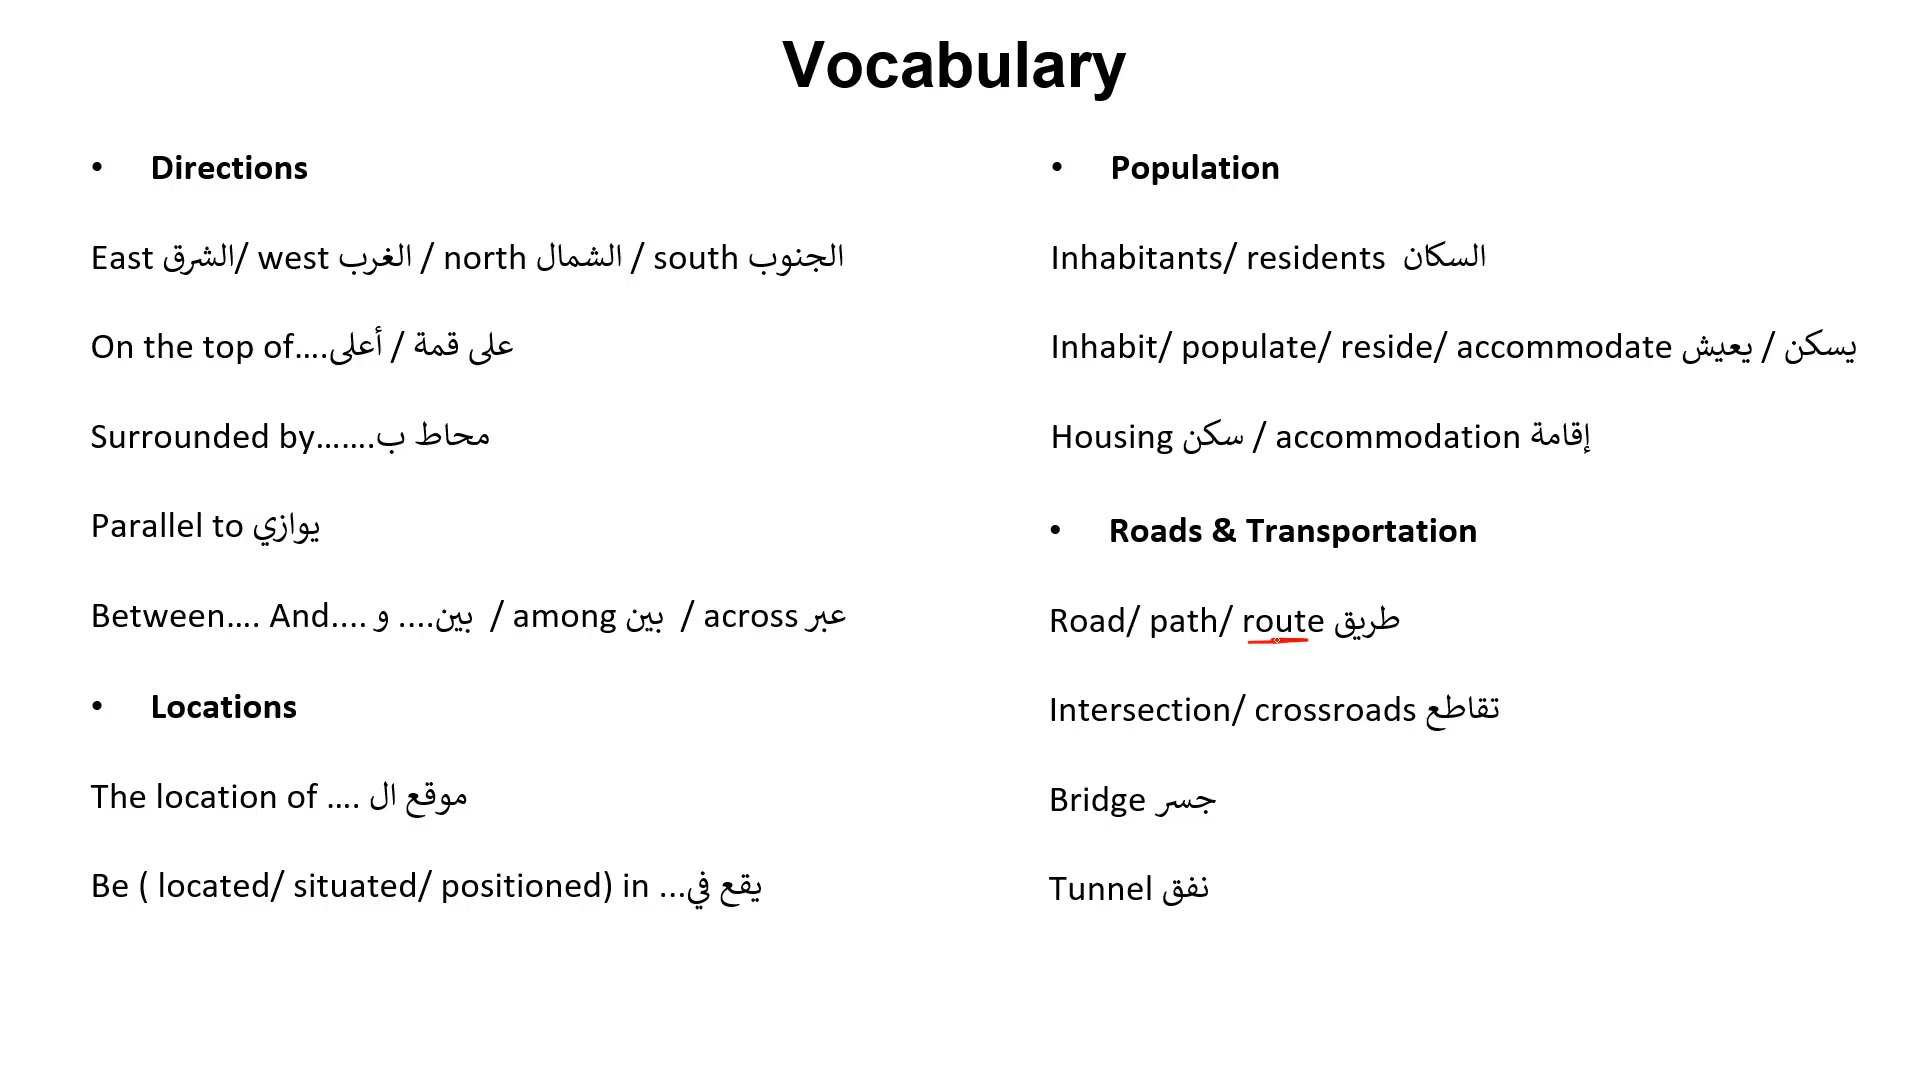 Vocabulary
• Directions
East الشرق/ west الغرب / north الشمال / south الجنوب
On the top of....على قمة / أعلى
Surrounded by.......محاط ب
Parallel to يوازي
Between.... And.... بين.... و / among بين / across عبر
• Locations
The location of .... موقع ال
Be ( located/ situated/ positioned) in ...يقع في
• Population
Inhabitants/ residents السكان
Inhabit/ populate/ reside/ accommodate يسكن / يعيش
Housing سكن / accommodation إقامة
• Roads & Transportation
Road/ path/ route طريق
Intersection/ crossroads تقاطع
Bridge جسر
Tunnel نفق